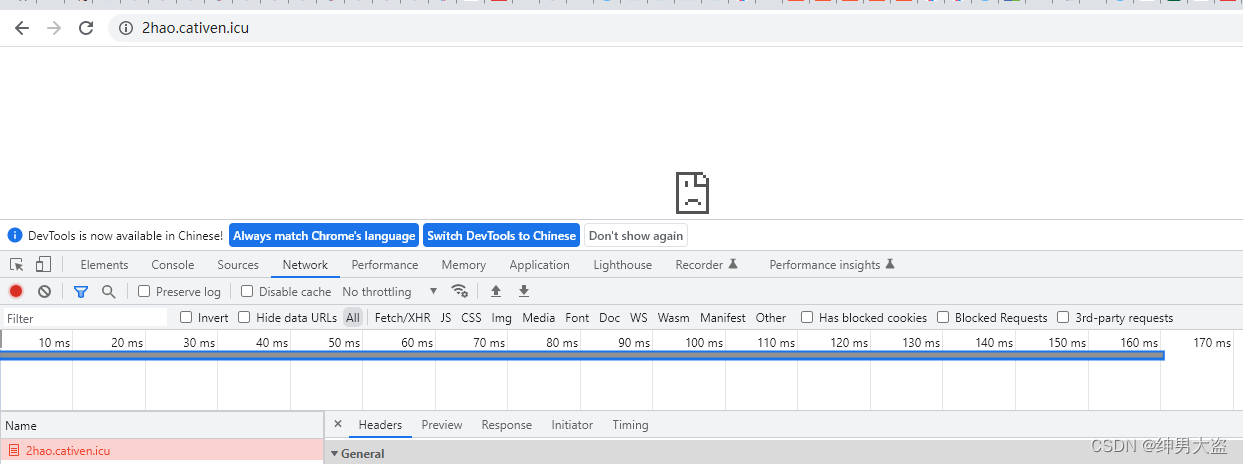 2hao.cativen.icu
DevTools is now available in Chinese! Always match Chrome's language Switch DevTools to Chinese Don't show again
Elements Console Sources Network Performance Memory Application Lighthouse Recorder Performance insights
Preserve log Disable cache No throttling
Filter Invert Hide data URLs All Fetch/XHR JS CSS Img Media Font Doc WS Wasm Manifest Other Has blocked cookies Blocked Requests 3rd-party requests
10 ms 20 ms 30 ms 40 ms 50 ms 60 ms 70 ms 80 ms 90 ms 100 ms 110 ms 120 ms 130 ms 140 ms 150 ms 160 ms 170 ms
Name × Headers Preview Response Initiator Timing
2hao.cativen.icu General
CSDN @绅男大盗